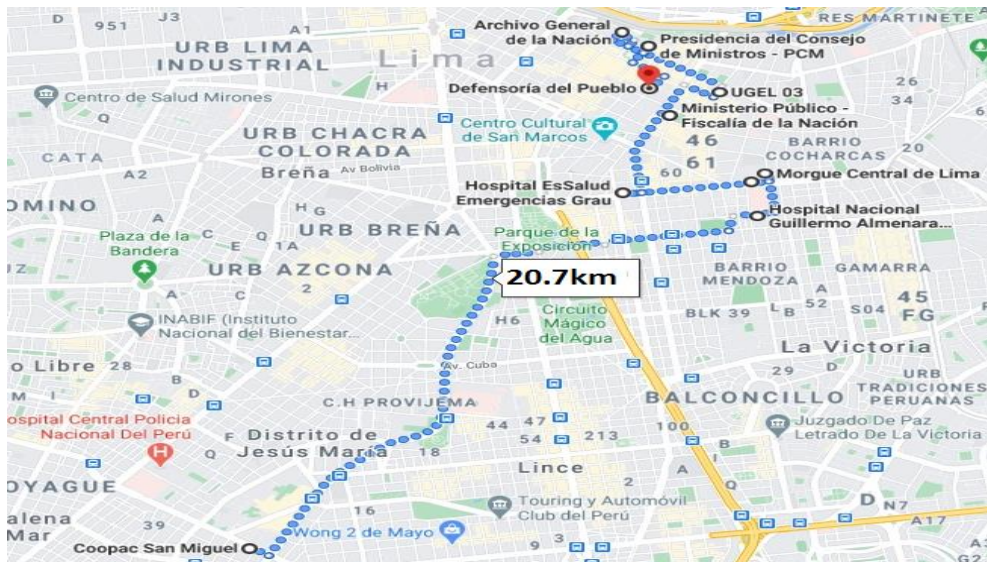 D
951
J3
A1
RES MARTINETE
Archivo General
de la Nación
Presidencia del Consejo
de Ministros - PCM
URB LIMA
INDUSTRIAL
Lima
H
26
34
Centro de Salud Mirones
Defensoría del Pueblo
UGEL 03
Ministerio Público -
Fiscalía de la Nación
Q
URB CHACRA
COLORADA
Centro Cultural
de San Marcos
46
61
BARRIO
COCHARCAS
20
CATA
A2
Breña
Av Bolivia
60
Morgue Central de Lima
Hospital EsSalud
Emergencias Grau
OMINO
A
H G
C
Q
E
1A
URB BREÑA
Hospital Nacional
Guillermo Almenara...
Plaza de la
Bandera
Parque de la
Exposición
UZ
URB AZCONA
2
20.7km
BARRIO
MENDOZA
GAMARRA
A
C
52
L B
A
S04
45
FG
INABIF (Instituto
Nacional del Bienestar...
H6
Circuito
Mágico
del Agua
BLK 39
La Victoria
o Libre
28
D
B
Av. Cuba
29
D
URB
TRADICIONES
PERUANAS
M
I
C.H PROVIJEMA
BALCONCILLO
ospital Central Policia
Nacional Del Perú
F
Q
Distrito de
Jesús María
18
44
47
54
213
100
B
I
Juzgado De Paz
Letrado De La Victoria
OYAGUE
Lince
A
Q
16
Touring y Automóvil
Club del Perú
D
N7
A17
alena
Mar
39
Wong 2 de Mayo
9
3
Coopac San Miguel
A3
G2